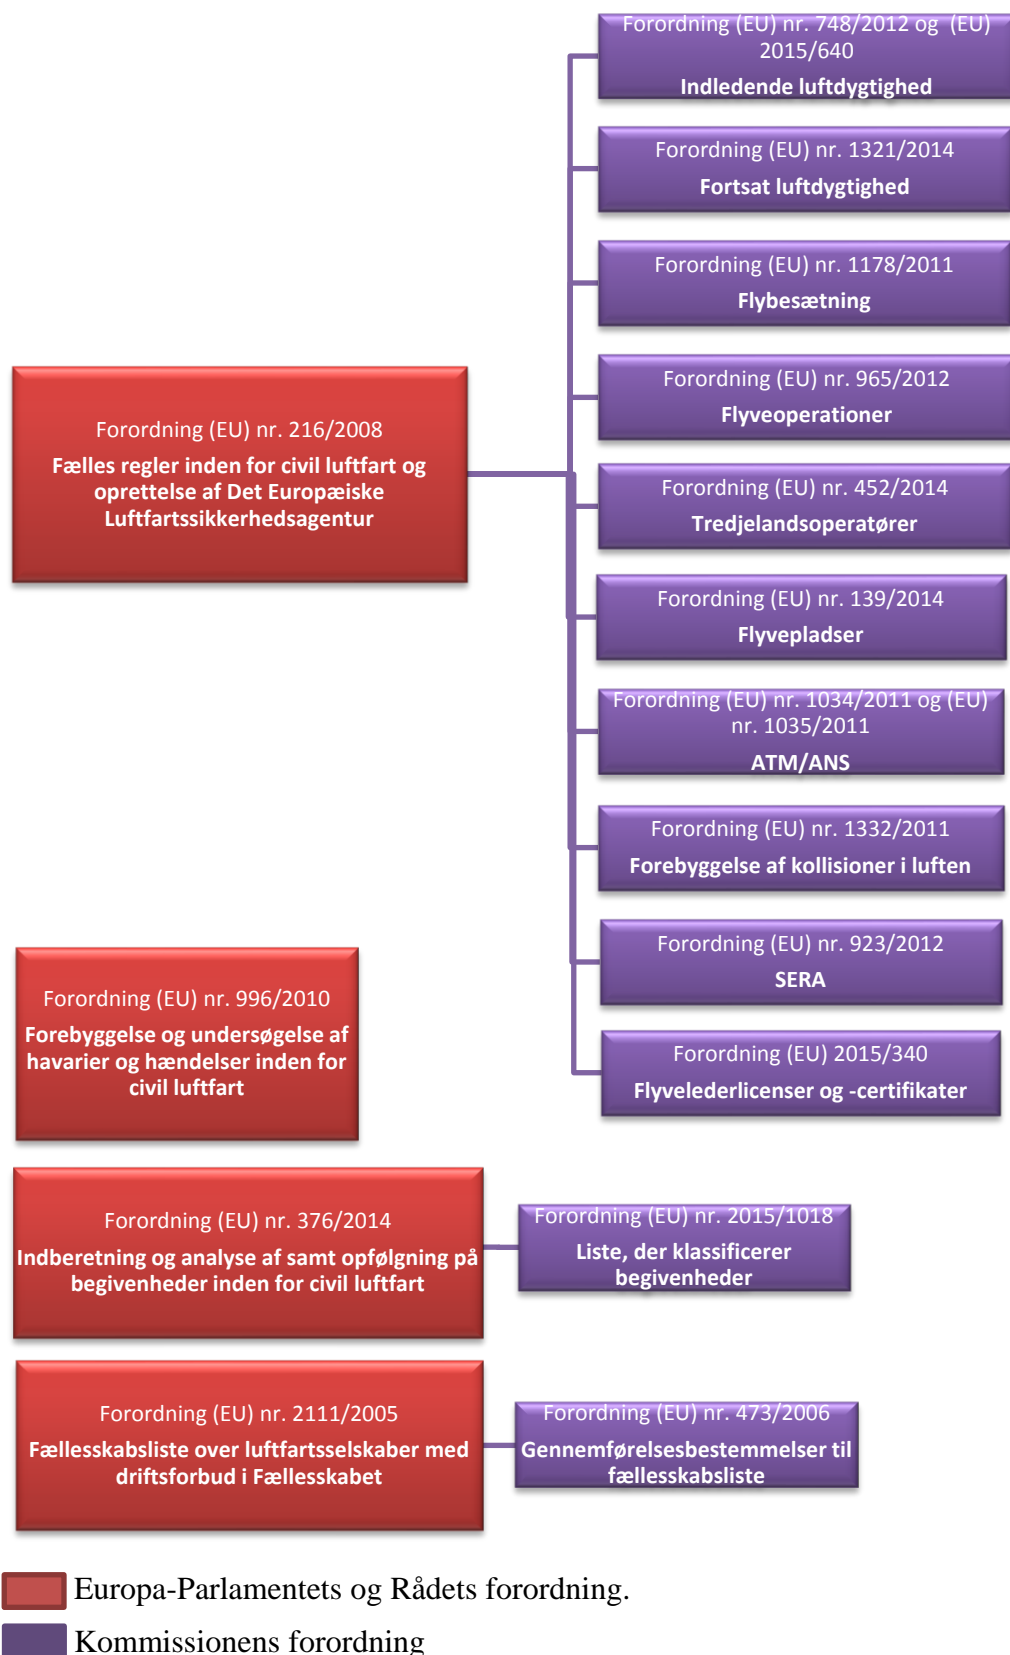 Forordning (EU) nr. 748/2012 og  (EU)
2015/640
Indledende luftdygtighed
Forordning (EU) nr. 1321/2014
Fortsat luftdygtighed
Forordning (EU) nr. 1178/2011
Flybesætning
Forordning (EU) nr. 216/2008
Fælles regler inden for civil luftfart og
oprettelse af Det Europæiske
Luftfartssikkerhedsagentur
Forordning (EU) nr. 965/2012
Flyveoperationer
Forordning (EU) nr. 452/2014
Tredjelandsoperatører
Forordning (EU) nr. 139/2014
Flyvepladser
Forordning (EU) nr. 1034/2011 og (EU)
nr. 1035/2011
ATM/ANS
Forordning (EU) nr. 1332/2011
Forebyggelse af kollisioner i luften
Forordning (EU) nr. 923/2012
SERA
Forordning (EU) 2015/340
Flyvelederlicenser og -certifikater
Forordning (EU) nr. 996/2010
Forebyggelse og undersøgelse af
havarier og hændelser inden for
civil luftfart
Forordning (EU) nr. 376/2014
Indberetning og analyse af samt opfølgning på
begivenheder inden for civil luftfart
Forordning (EU) nr. 2015/1018
Liste, der klassificerer
begivenheder
Forordning (EU) nr. 2111/2005
Fællesskabsliste over luftfartsselskaber med
driftsforbud i Fællesskabet
Forordning (EU) nr. 473/2006
Gennemførelsesbestemmelser til
fællesskabsliste
Europa-Parlamentets og Rådets forordning.
Kommissionens forordning